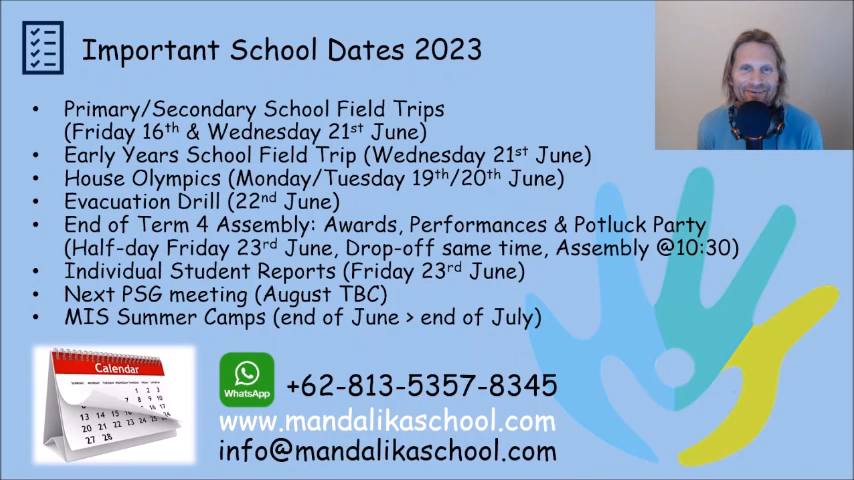 Important School Dates 2023
• Primary/Secondary School Field Trips
(Friday 16th & Wednesday 21st June)
• Early Years School Field Trip (Wednesday 21st June)
• House Olympics (Monday/Tuesday 19th/20th June)
• Evacuation Drill (22nd June)
• End of Term 4 Assembly: Awards, Performances & Potluck Party
(Half-day Friday 23rd June, Drop-off same time, Assembly @10:30)
• Individual Student Reports (Friday 23rd June)
• Next PSG meeting (August TBC)
• MIS Summer Camps (end of June > end of July)
Calendar
WhatsApp
+62-813-5357-8345
www.mandalikaschool.com
info@mandalikaschool.com